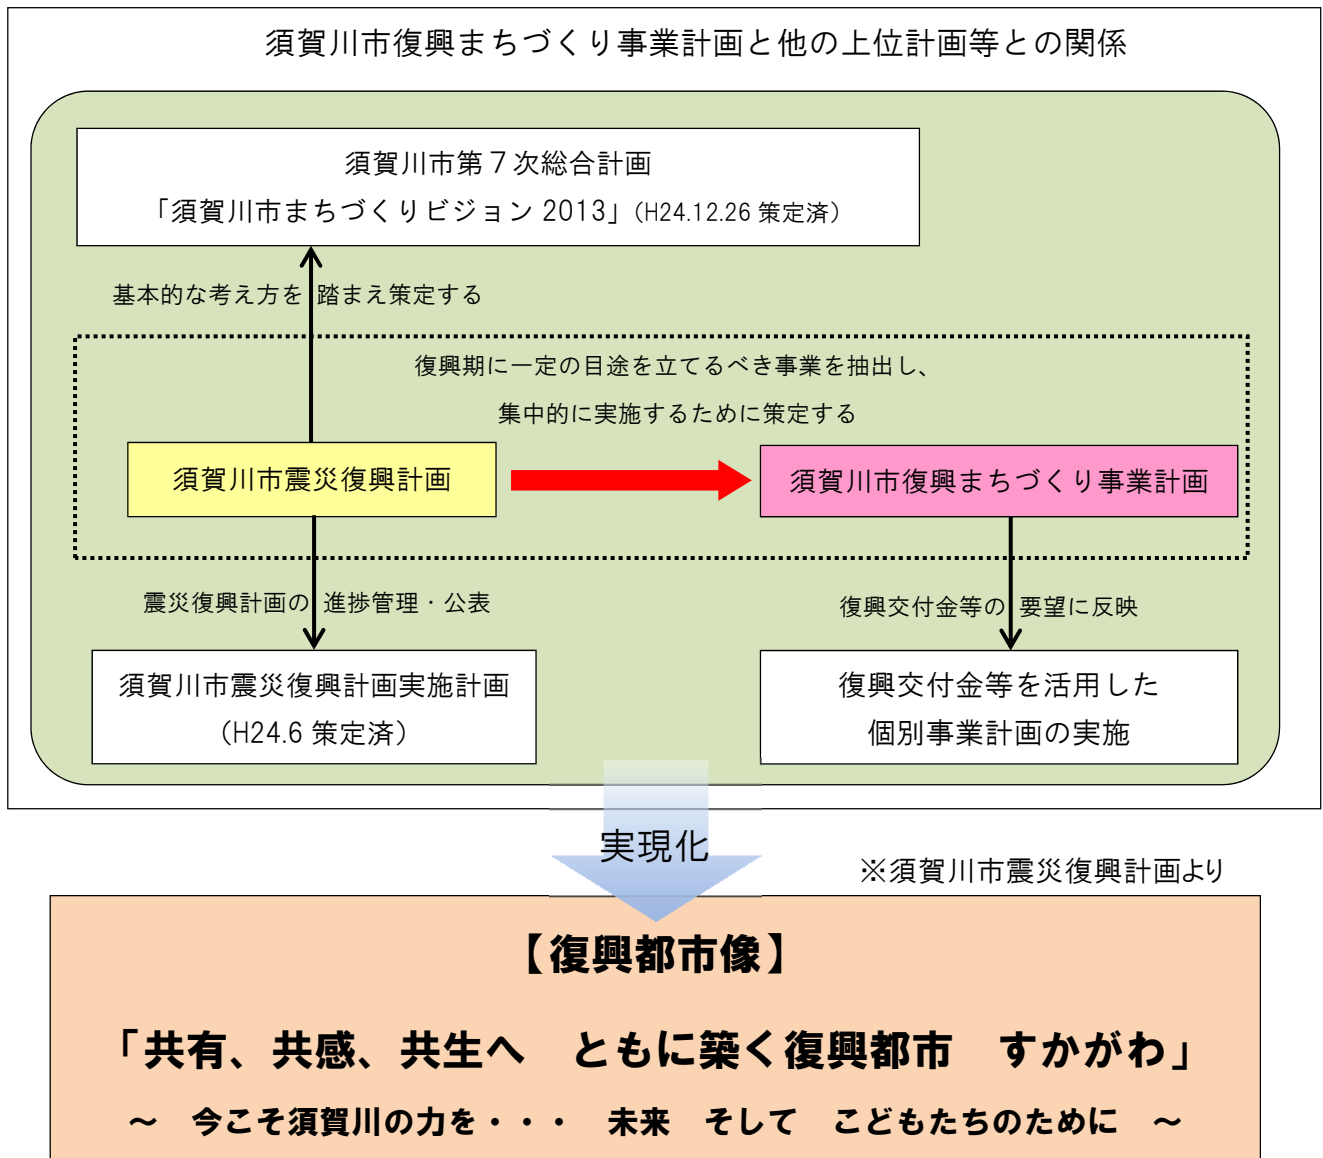 須賀川市復興まちづくり事業計画と他の上位計画等との関係
須賀川市第７次総合計画
「須賀川市まちづくりビジョン 2013」（H24.12.26 策定済）
基本的な考え方を 踏まえ策定する
復興期に一定の目途を立てるべき事業を抽出し、
集中的に実施するために策定する
須賀川市震災復興計画
須賀川市復興まちづくり事業計画
震災復興計画の 進捗管理・公表
復興交付金等の 要望に反映
須賀川市震災復興計画実施計画
（H24.6 策定済）
復興交付金等を活用した
個別事業計画の実施
実現化
※須賀川市震災復興計画より
【復興都市像】
「共有、共感、共生へ　ともに築く復興都市　すかがわ」
～　今こそ須賀川の力を・・・　未来　そして　こどもたちのために　～